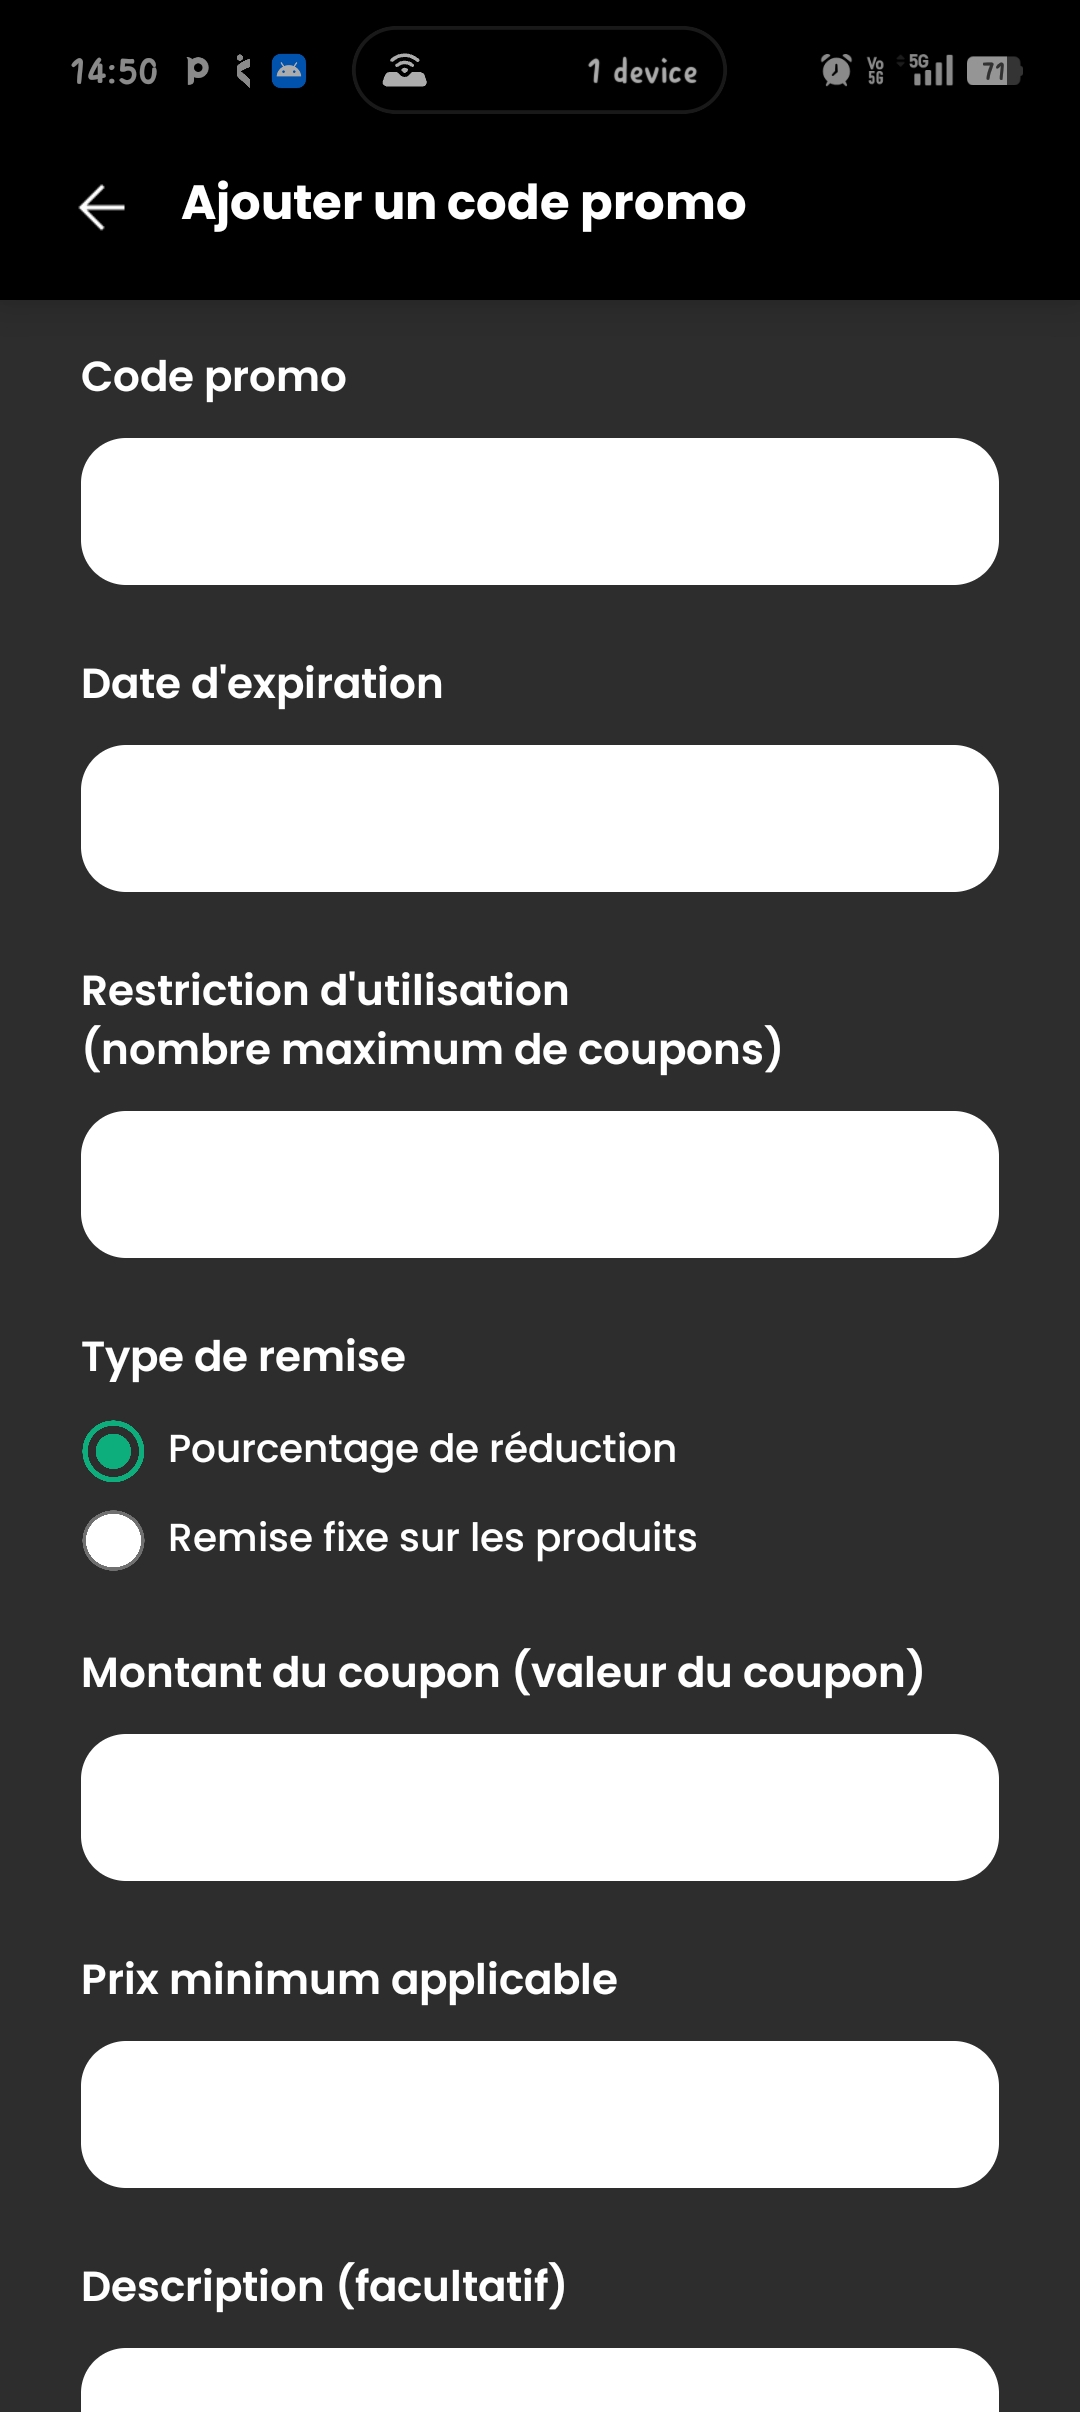 14:50
1 device
Vo
5G
5G
71
Ajouter un code promo
Code promo
Date d'expiration
Restriction d'utilisation
(nombre maximum de coupons)
Type de remise
Pourcentage de réduction
Remise fixe sur les produits
Montant du coupon (valeur du coupon)
Prix minimum applicable
Description (facultatif)